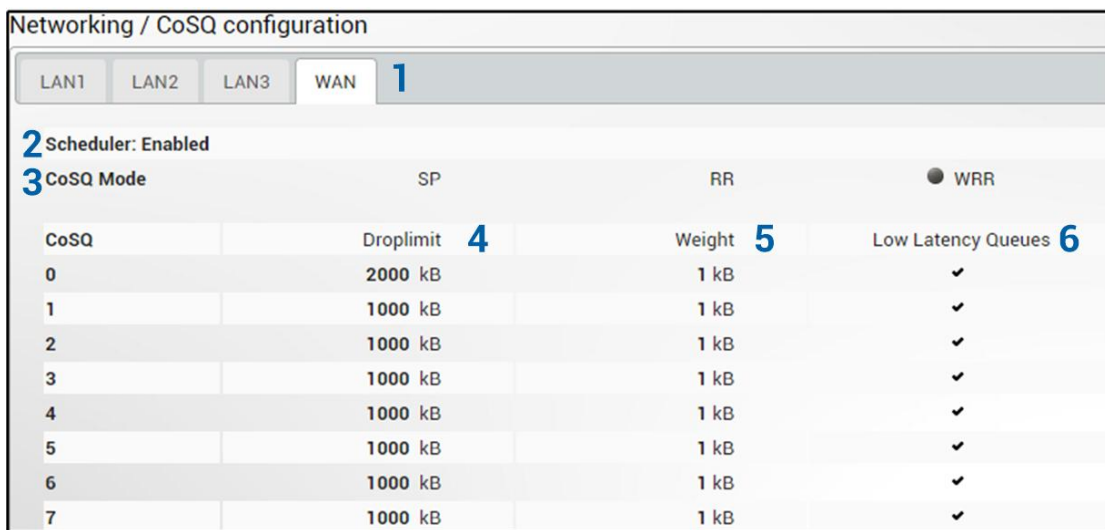 Networking / CoSQ configuration
LAN1 LAN2 LAN3 WAN 1
2 Scheduler: Enabled
3 CoSQ Mode SP RR WRR
CoSQ Droplimit 4 Weight 5 Low Latency Queues 6
0 2000 kB 1 kB ✔
1 1000 kB 1 kB ✔
2 1000 kB 1 kB ✔
3 1000 kB 1 kB ✔
4 1000 kB 1 kB ✔
5 1000 kB 1 kB ✔
6 1000 kB 1 kB ✔
7 1000 kB 1 kB ✔